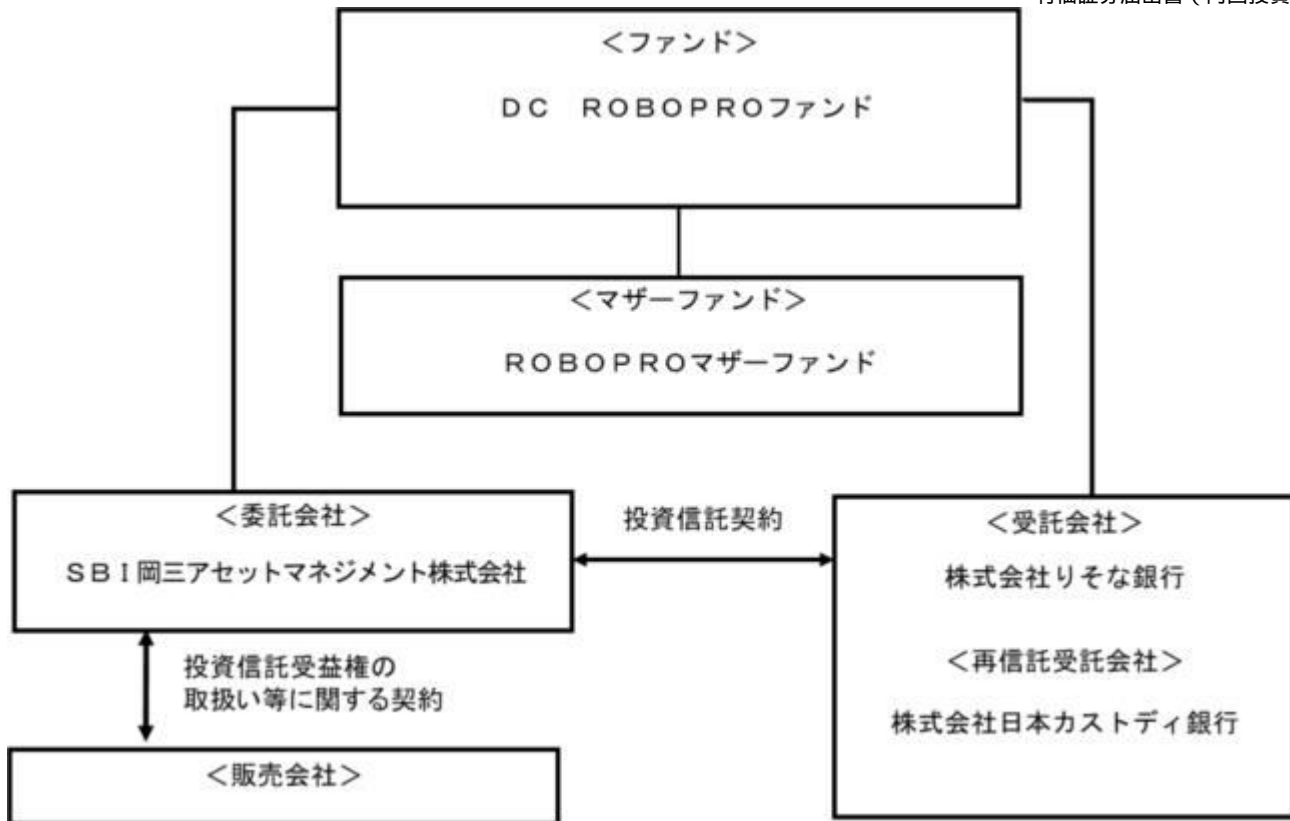 ＜ファンド＞
ＤＣ　ＲＯＢＯＰＲＯファンド
＜マザーファンド＞
ＲＯＢＯＰＲＯマザーファンド
＜委託会社＞
ＳＢＩ岡三アセットマネジメント株式会社
投資信託契約
＜受託会社＞
株式会社りそな銀行
＜再信託受託会社＞
株式会社日本カストディ銀行
投資信託受益権の
取扱い等に関する契約
＜販売会社＞